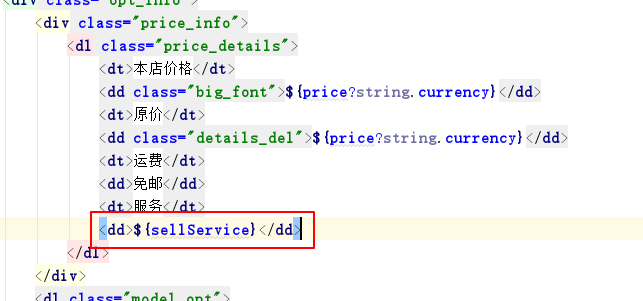 <div class="opt_info">
<div class="price_info">
<dl class="price_details">
<dt>本店价格</dt>
<dd class="big_font">${price?string.currency}</dd>
<dt>原价</dt>
<dd class="details_del">${price?string.currency}</dd>
<dt>运费</dt>
<dd>免邮</dd>
<dt>服务</dt>
<dd>${sellService}</dd>
</dl>
</div>
<dl class="model_opt">